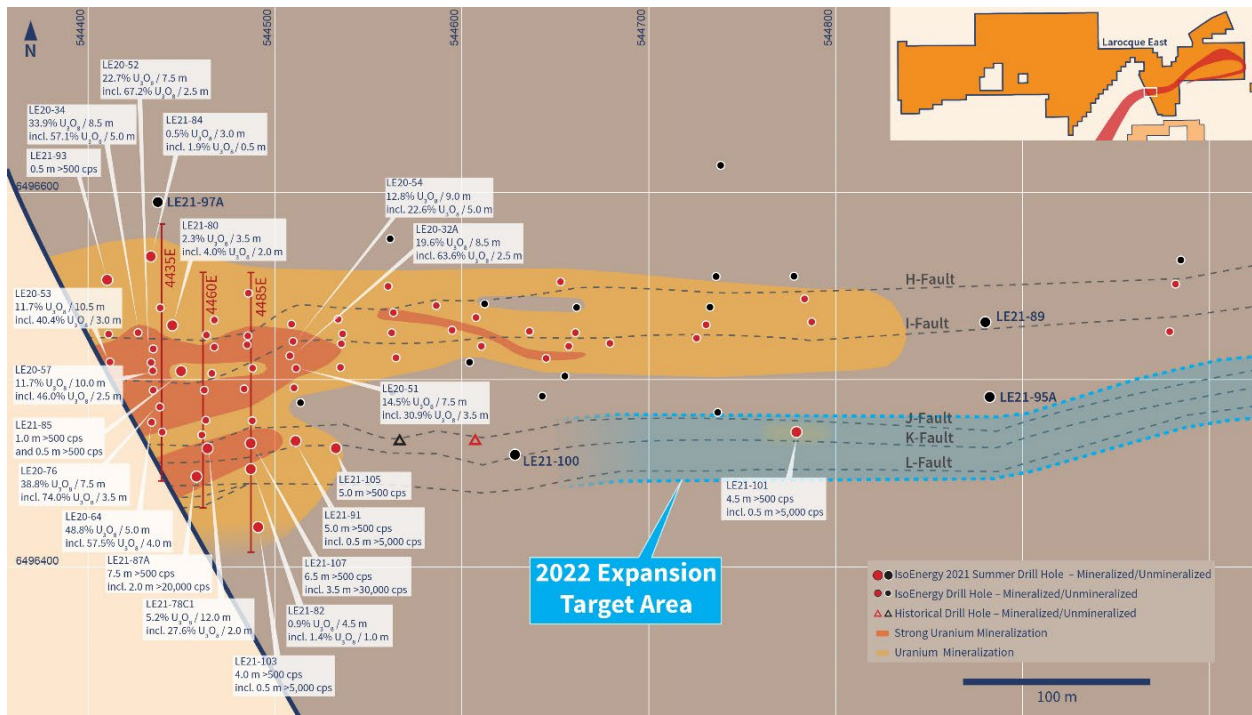 544400
544500
544600
544700
544800
N
Larocque East
LE20-52
22.7% U₃O₈ / 7.5 m
incl. 67.2% U₃O₈ / 2.5 m
LE20-34
33.9% U₃O₈ / 8.5 m
incl. 57.1% U₃O₈ / 5.0 m
LE21-84
0.5% U₃O₈ / 3.0 m
incl. 1.9% U₃O₈ / 0.5 m
LE21-93
0.5 m >500 cps
6496600
LE21-97A
LE20-54
12.8% U₃O₈ / 9.0 m
incl. 22.6% U₃O₈ / 5.0 m
LE21-80
2.3% U₃O₈ / 3.5 m
incl. 4.0% U₃O₈ / 2.0 m
LE20-32A
19.6% U₃O₈ / 8.5 m
incl. 63.6% U₃O₈ / 2.5 m
4435E
4460E
4485E
H-Fault
LE20-53
11.7% U₃O₈ / 10.5 m
incl. 40.4% U₃O₈ / 3.0 m
I-Fault
LE21-89
LE20-57
11.7% U₃O₈ / 10.0 m
incl. 46.0% U₃O₈ / 2.5 m
LE20-51
14.5% U₃O₈ / 7.5 m
incl. 30.9% U₃O₈ / 3.5 m
LE21-95A
J-Fault
K-Fault
L-Fault
LE21-85
1.0 m >500 cps
and 0.5 m >500 cps
LE21-100
LE20-76
38.8% U₃O₈ / 7.5 m
incl. 74.0% U₃O₈ / 3.5 m
LE21-105
5.0 m >500 cps
LE21-101
4.5 m >500 cps
incl. 0.5 m >5,000 cps
LE20-64
48.8% U₃O₈ / 5.0 m
incl. 57.5% U₃O₈ / 4.0 m
LE21-91
5.0 m >500 cps
incl. 0.5 m >5,000 cps
LE21-87A
7.5 m >500 cps
incl. 2.0 m >20,000 cps
LE21-107
6.5 m >500 cps
incl. 3.5 m >30,000 cps
6496400
LE21-78C1
5.2% U₃O₈ / 12.0 m
incl. 27.6% U₃O₈ / 2.0 m
LE21-82
0.9% U₃O₈ / 4.5 m
incl. 1.4% U₃O₈ / 1.0 m
LE21-103
4.0 m >500 cps
incl. 0.5 m >5,000 cps
2022 Expansion
Target Area
IsoEnergy 2021 Summer Drill Hole – Mineralized/Unmineralized
IsoEnergy Drill Hole – Mineralized/Unmineralized
Historical Drill Hole – Mineralized/Unmineralized
Strong Uranium Mineralization
Uranium Mineralization
100 m